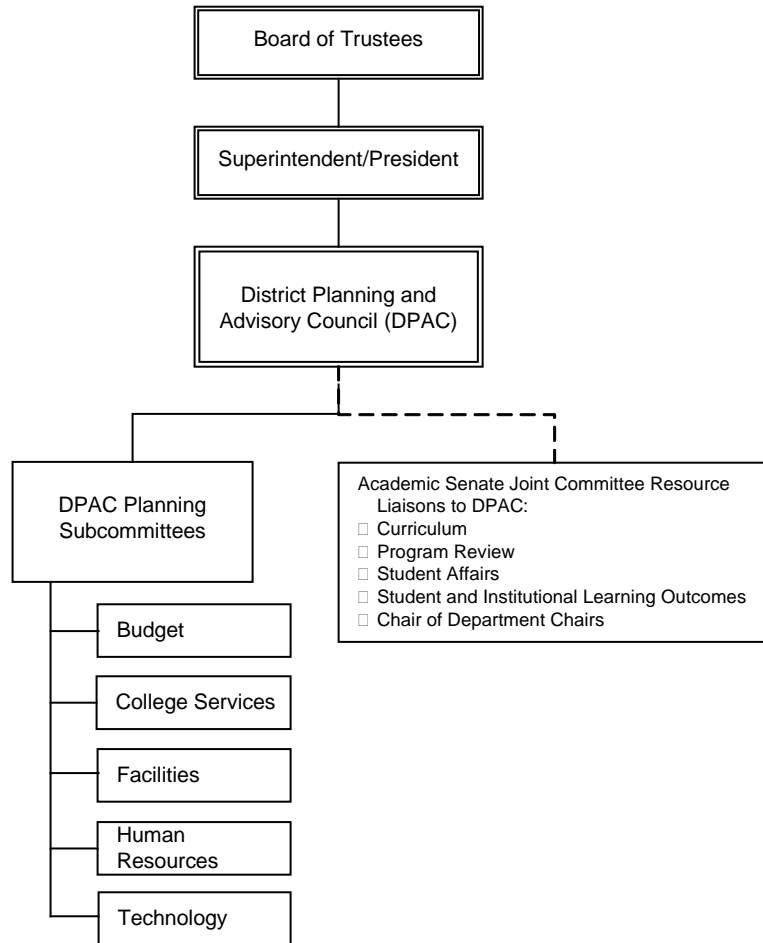 Board of Trustees
Superintendent/President
District Planning and
Advisory Council (DPAC)
DPAC Planning
Subcommittees
Budget
College Services
Facilities
Human
Resources
Technology
Academic Senate Joint Committee Resource
Liaisons to DPAC:
□ Curriculum
□ Program Review
□ Student Affairs
□ Student and Institutional Learning Outcomes
□ Chair of Department Chairs